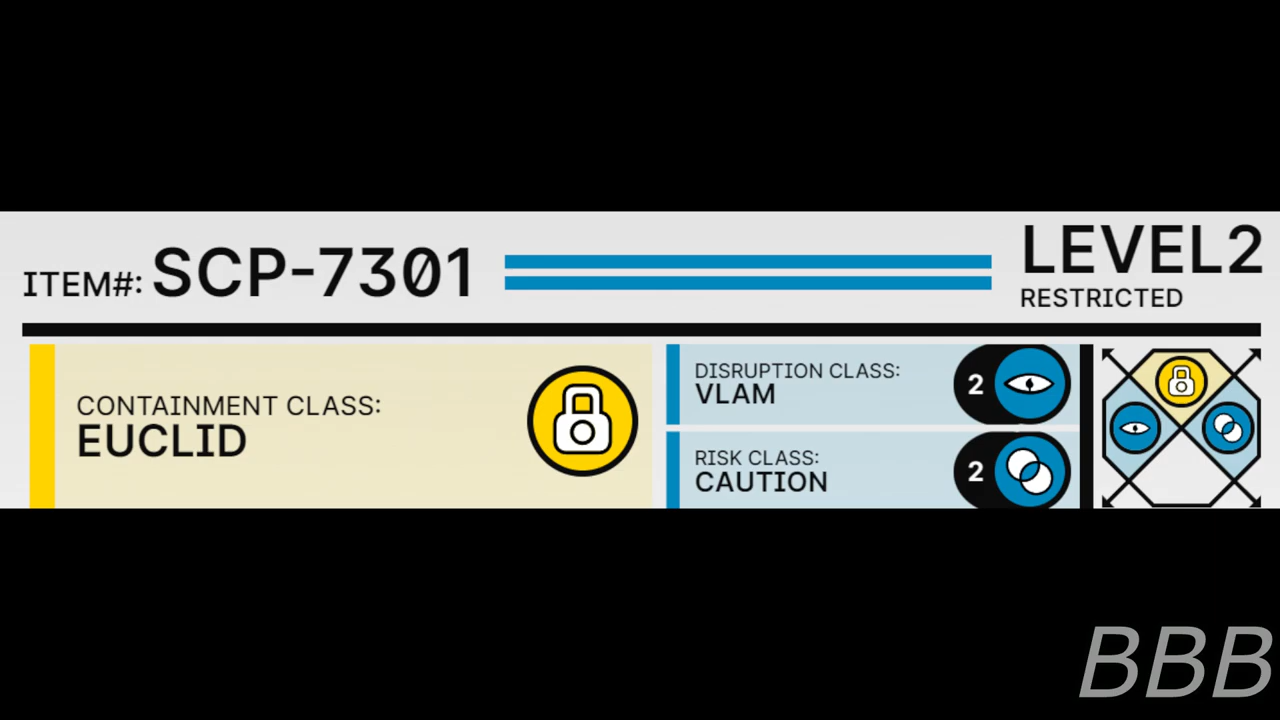 ITEM#: SCP-7301
LEVEL2
RESTRICTED
CONTAINMENT CLASS:
EUCLID
DISRUPTION CLASS:
VLAM
2
RISK CLASS:
CAUTION
2
BBB